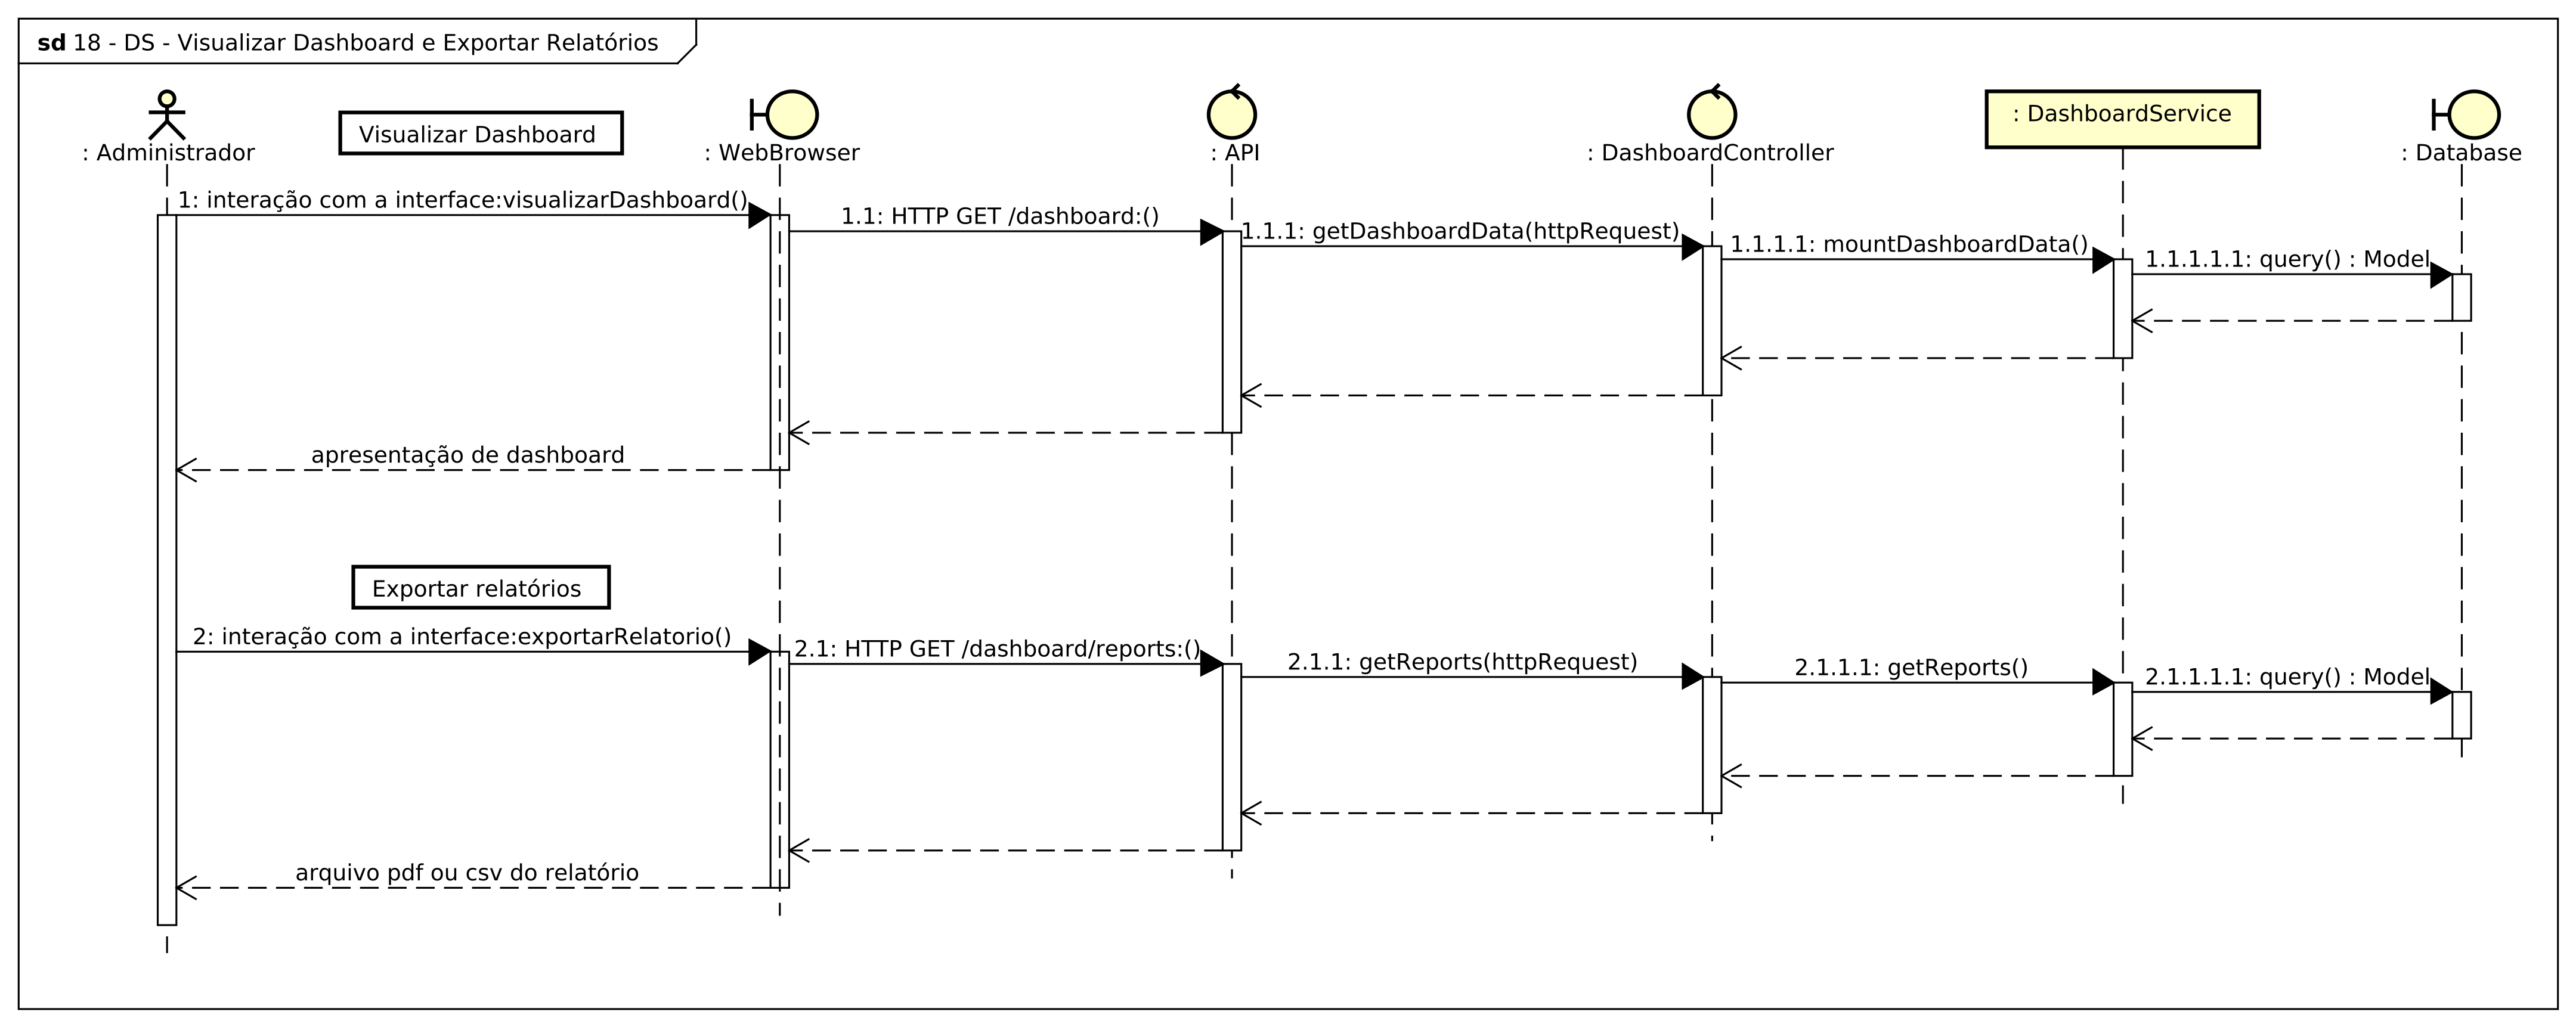 sd 18 - DS - Visualizar Dashboard e Exportar Relatórios
Visualizar Dashboard
: Administrador
: WebBrowser
: API
: DashboardController
: DashboardService
: Database
1: interação com a interface:visualizarDashboard()
1.1: HTTP GET /dashboard:()
1.1.1: getDashboardData(httpRequest)
1.1.1.1: mountDashboardData()
1.1.1.1.1: query() : Model
apresentação de dashboard
Exportar relatórios
2: interação com a interface:exportarRelatorio()
2.1: HTTP GET /dashboard/reports:()
2.1.1: getReports(httpRequest)
2.1.1.1: getReports()
2.1.1.1.1: query() : Model
arquivo pdf ou csv do relatório